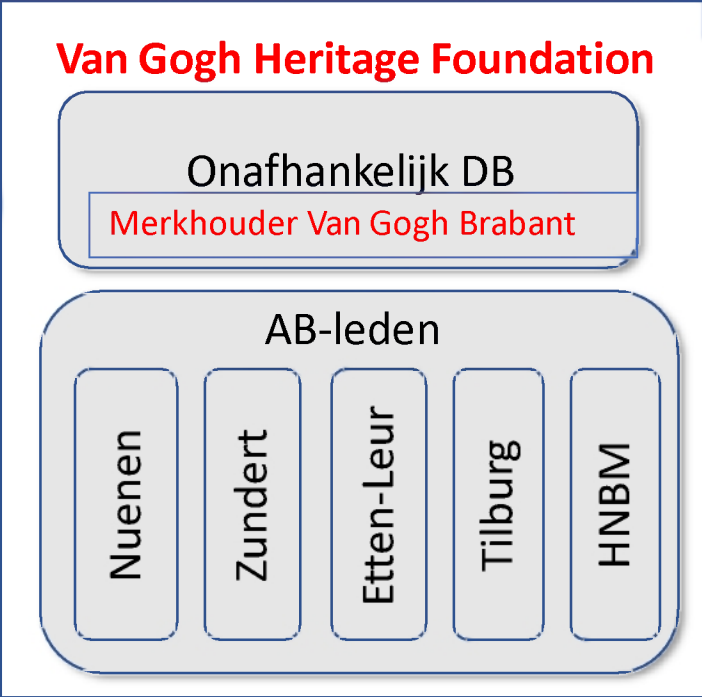 Van Gogh Heritage Foundation
Onafhankelijk DB
Merkhouder Van Gogh Brabant
AB-leden
Nuenen
Zundert
Etten-Leur
Tilburg
HNBM